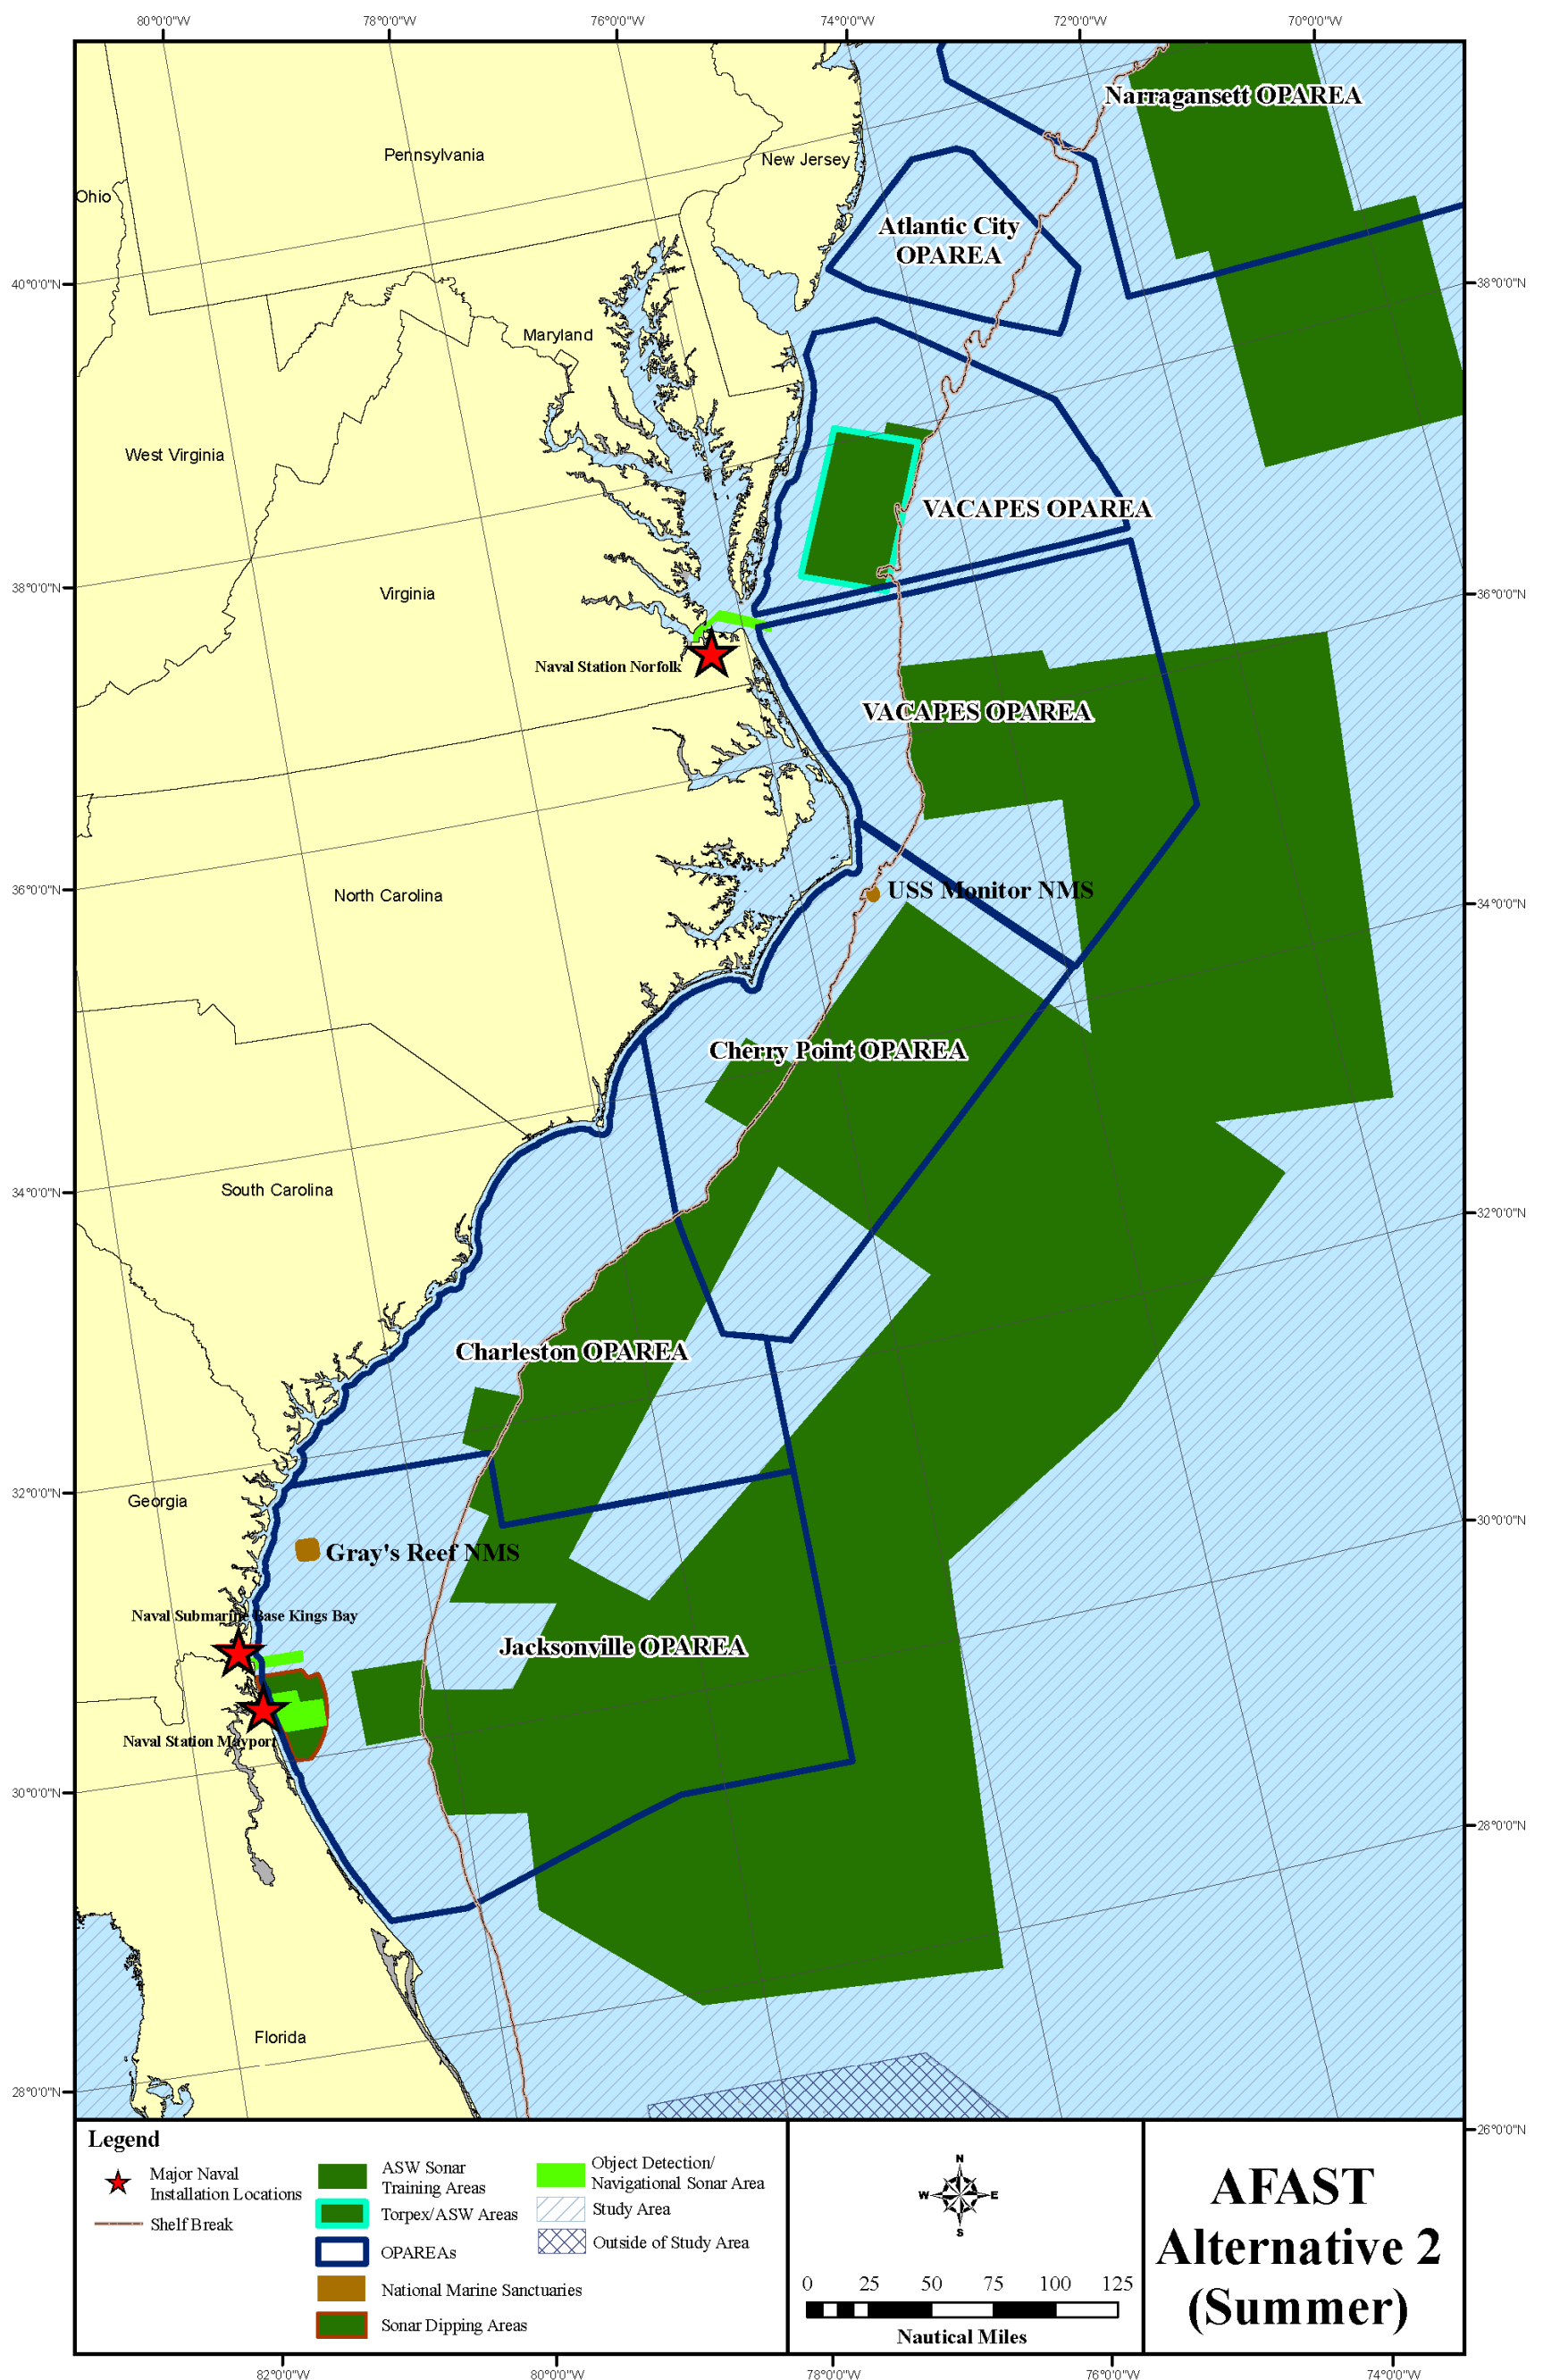 80°0'0"W
78°0'0"W
76°0'0"W
74°0'0"W
72°0'0"W
70°0'0"W
Narragansett OPAREA
Pennsylvania
New Jersey
Ohio
Atlantic City
OPAREA
40°0'0"N
38°0'0"N
Maryland
West Virginia
VACAPES OPAREA
38°0'0"N
36°0'0"N
Virginia
Naval Station Norfolk
VACAPES OPAREA
36°0'0"N
North Carolina
USS Monitor NMS
34°0'0"N
Cherry Point OPAREA
34°0'0"N
South Carolina
32°0'0"N
Charleston OPAREA
32°0'0"N
Georgia
30°0'0"N
Gray's Reef NMS
Naval Submarine Base Kings Bay
Jacksonville OPAREA
Naval Station Mayport
30°0'0"N
28°0'0"N
Florida
28°0'0"N
26°0'0"N
Legend
Major Naval
Installation Locations
Shelf Break
ASW Sonar
Training Areas
Torpex/ASW Areas
OPAREAs
National Marine Sanctuaries
Sonar Dipping Areas
Object Detection/
Navigational Sonar Area
Study Area
Outside of Study Area
N
W E
S
0 25 50 75 100 125
Nautical Miles
AFAST
Alternative 2
(Summer)
82°0'0"W
80°0'0"W
78°0'0"W
76°0'0"W
74°0'0"W